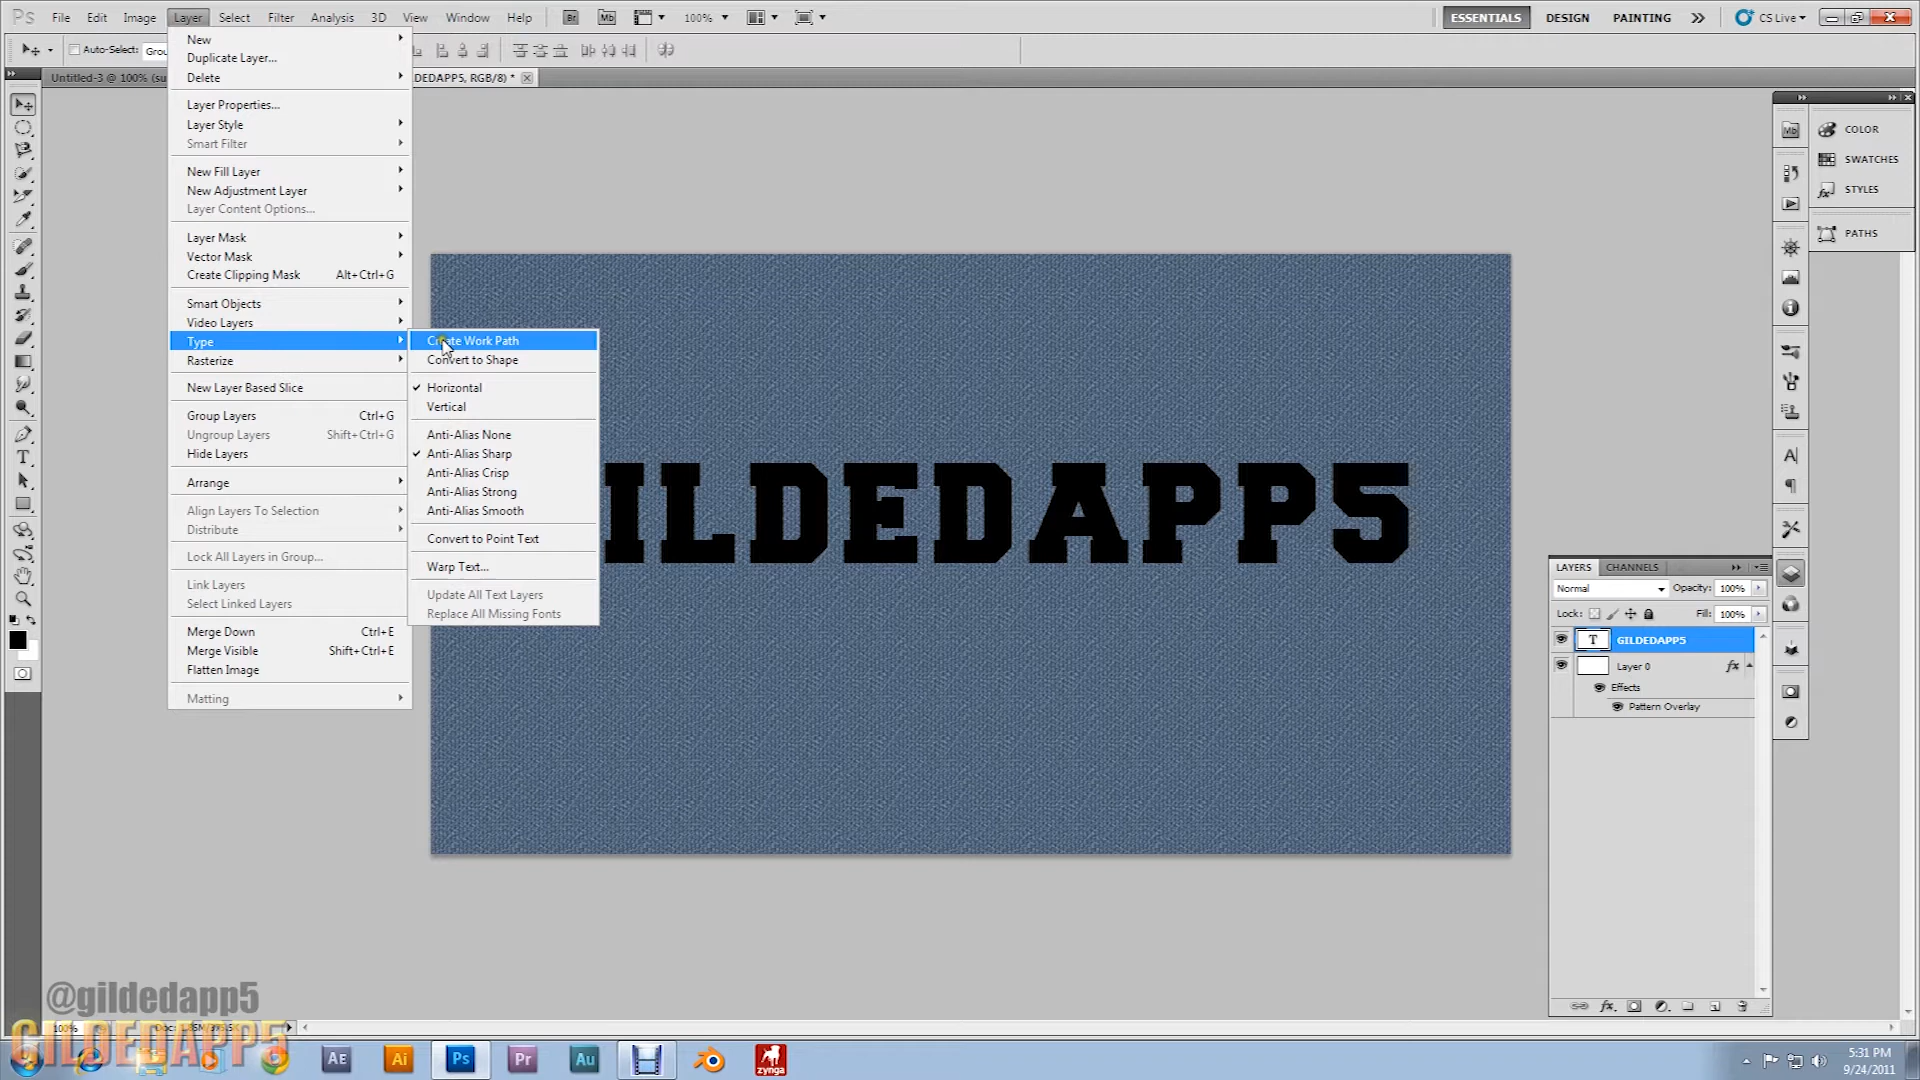 Ps File Edit Image Layer Select Filter Analysis 3D View Window Help Br Mb 100% ESSENTIALS DESIGN PAINTING CS Live
Auto-Select: Grou
Untitled-3 @ 100% (su
DEDAPP5, RGB/8) *
New
Duplicate Layer...
Delete
Layer Properties...
Layer Style
Smart Filter
New Fill Layer
New Adjustment Layer
Layer Content Options...
Layer Mask
Vector Mask
Create Clipping Mask Alt+Ctrl+G
Smart Objects
Video Layers
Type
Rasterize
New Layer Based Slice
Group Layers Ctrl+G
Ungroup Layers Shift+Ctrl+G
Hide Layers
Arrange
Align Layers To Selection
Distribute
Lock All Layers in Group...
Link Layers
Select Linked Layers
Merge Down Ctrl+E
Merge Visible Shift+Ctrl+E
Flatten Image
Matting
Create Work Path
Convert to Shape
Horizontal
Vertical
Anti-Alias None
Anti-Alias Sharp
Anti-Alias Crisp
Anti-Alias Strong
Anti-Alias Smooth
Convert to Point Text
Warp Text...
Update All Text Layers
Replace All Missing Fonts
ILDEDAPP5
Mb COLOR
SWATCHES
STYLES
PATHS
LAYERS CHANNELS
Normal Opacity: 100%
Lock: Fill: 100%
T GILDEDAPP5
Layer 0 fx
Effects
Pattern Overlay
@gildedapp5
GILDEDAPP5
100%
AE Ai Ps Pr Au zynga
5:31 PM
9/24/2011